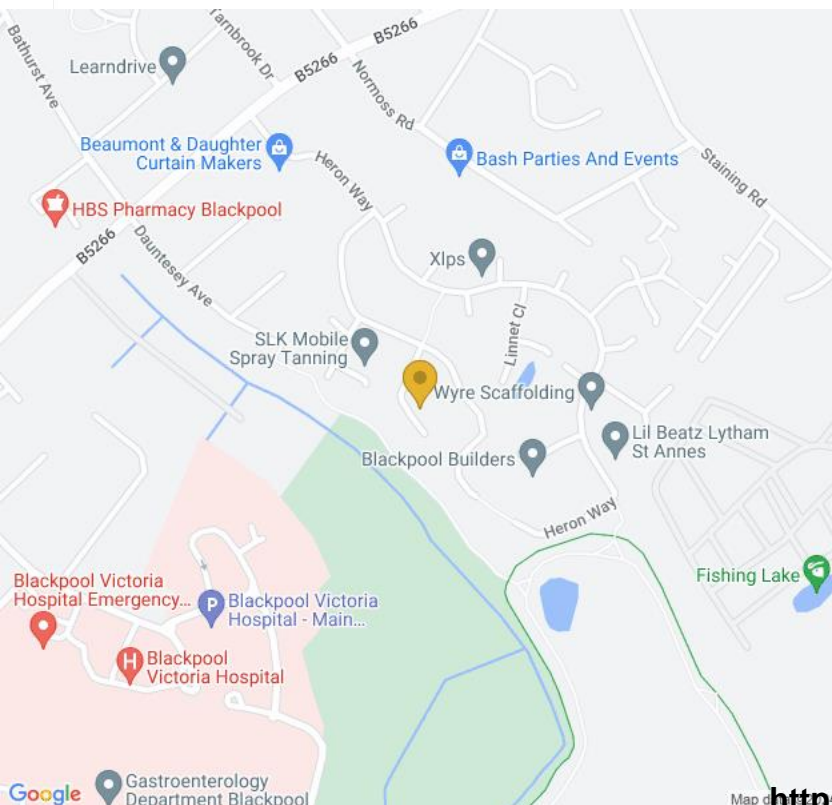 Bathurst Ave
Learndrive
Tarnbrook Dr
B5266
B5266
Normoss Rd
Beaumont & Daughter
Curtain Makers
Heron Way
Bash Parties And Events
Staining Rd
HBS Pharmacy Blackpool
B5266
Dauntesey Ave
Xlps
SLK Mobile
Spray Tanning
Linnet Cl
Wyre Scaffolding
Lil Beatz Lytham
St Annes
Blackpool Builders
Heron Way
Fishing Lake
Blackpool Victoria
Hospital Emergency...
P
Blackpool Victoria
Hospital - Main...
H
Blackpool
Victoria Hospital
Gastroenterology
Department Blackpool
Google
Map
http